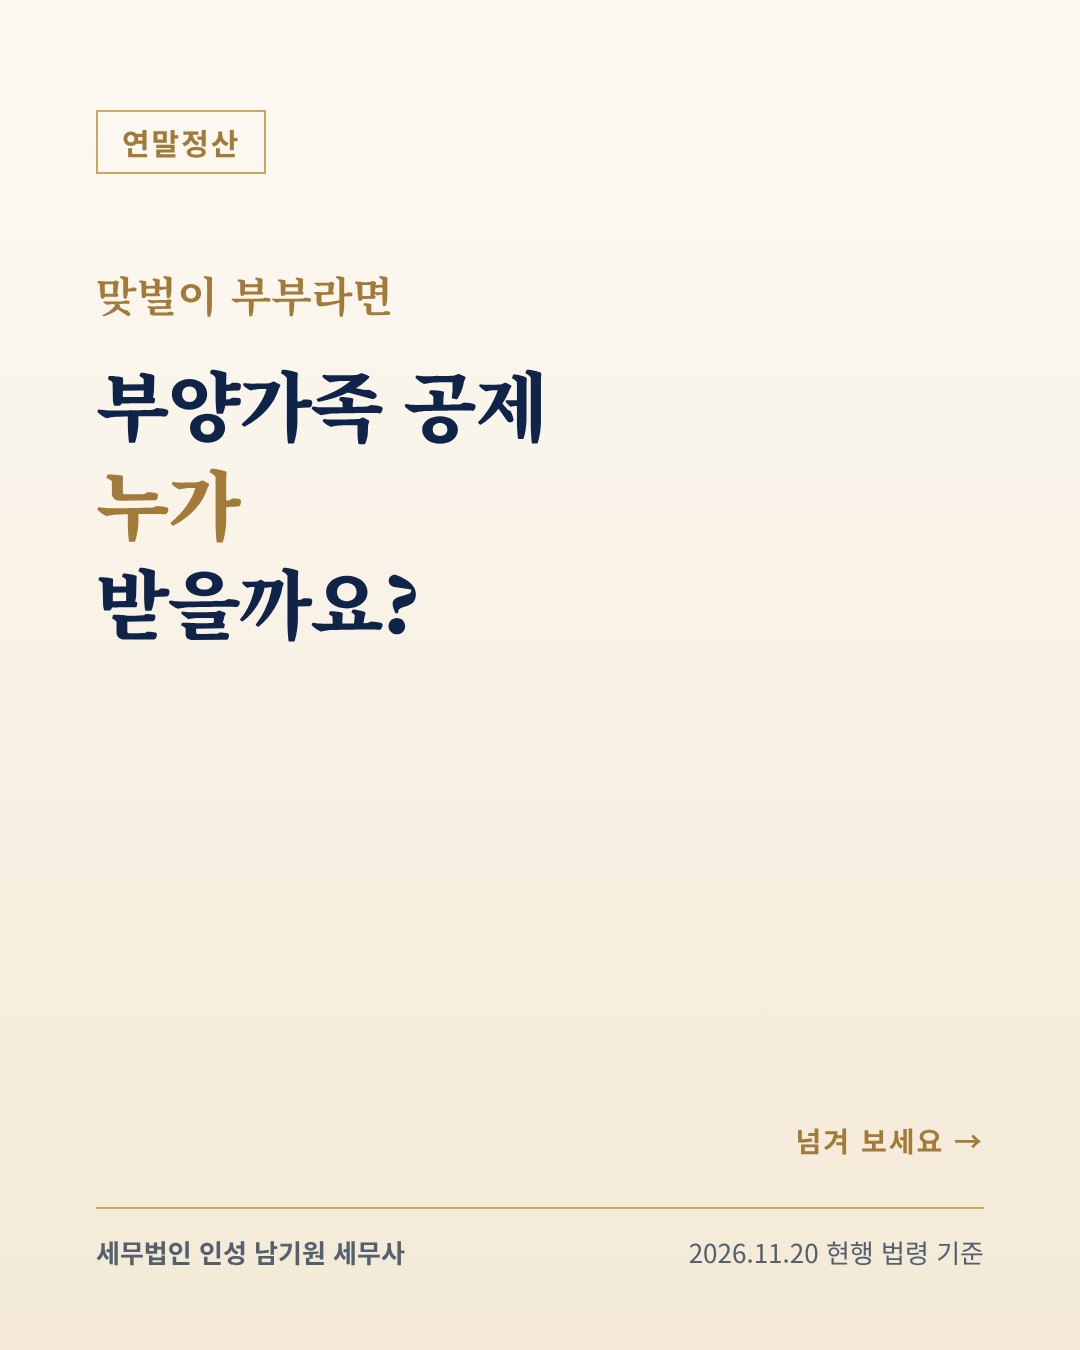 연말정산
맞벌이 부부라면
부양가족 공제
누가
받을까요?
넘겨 보세요 →
세무법인 인성 남기원 세무사
2026.11.20 현행 법령 기준